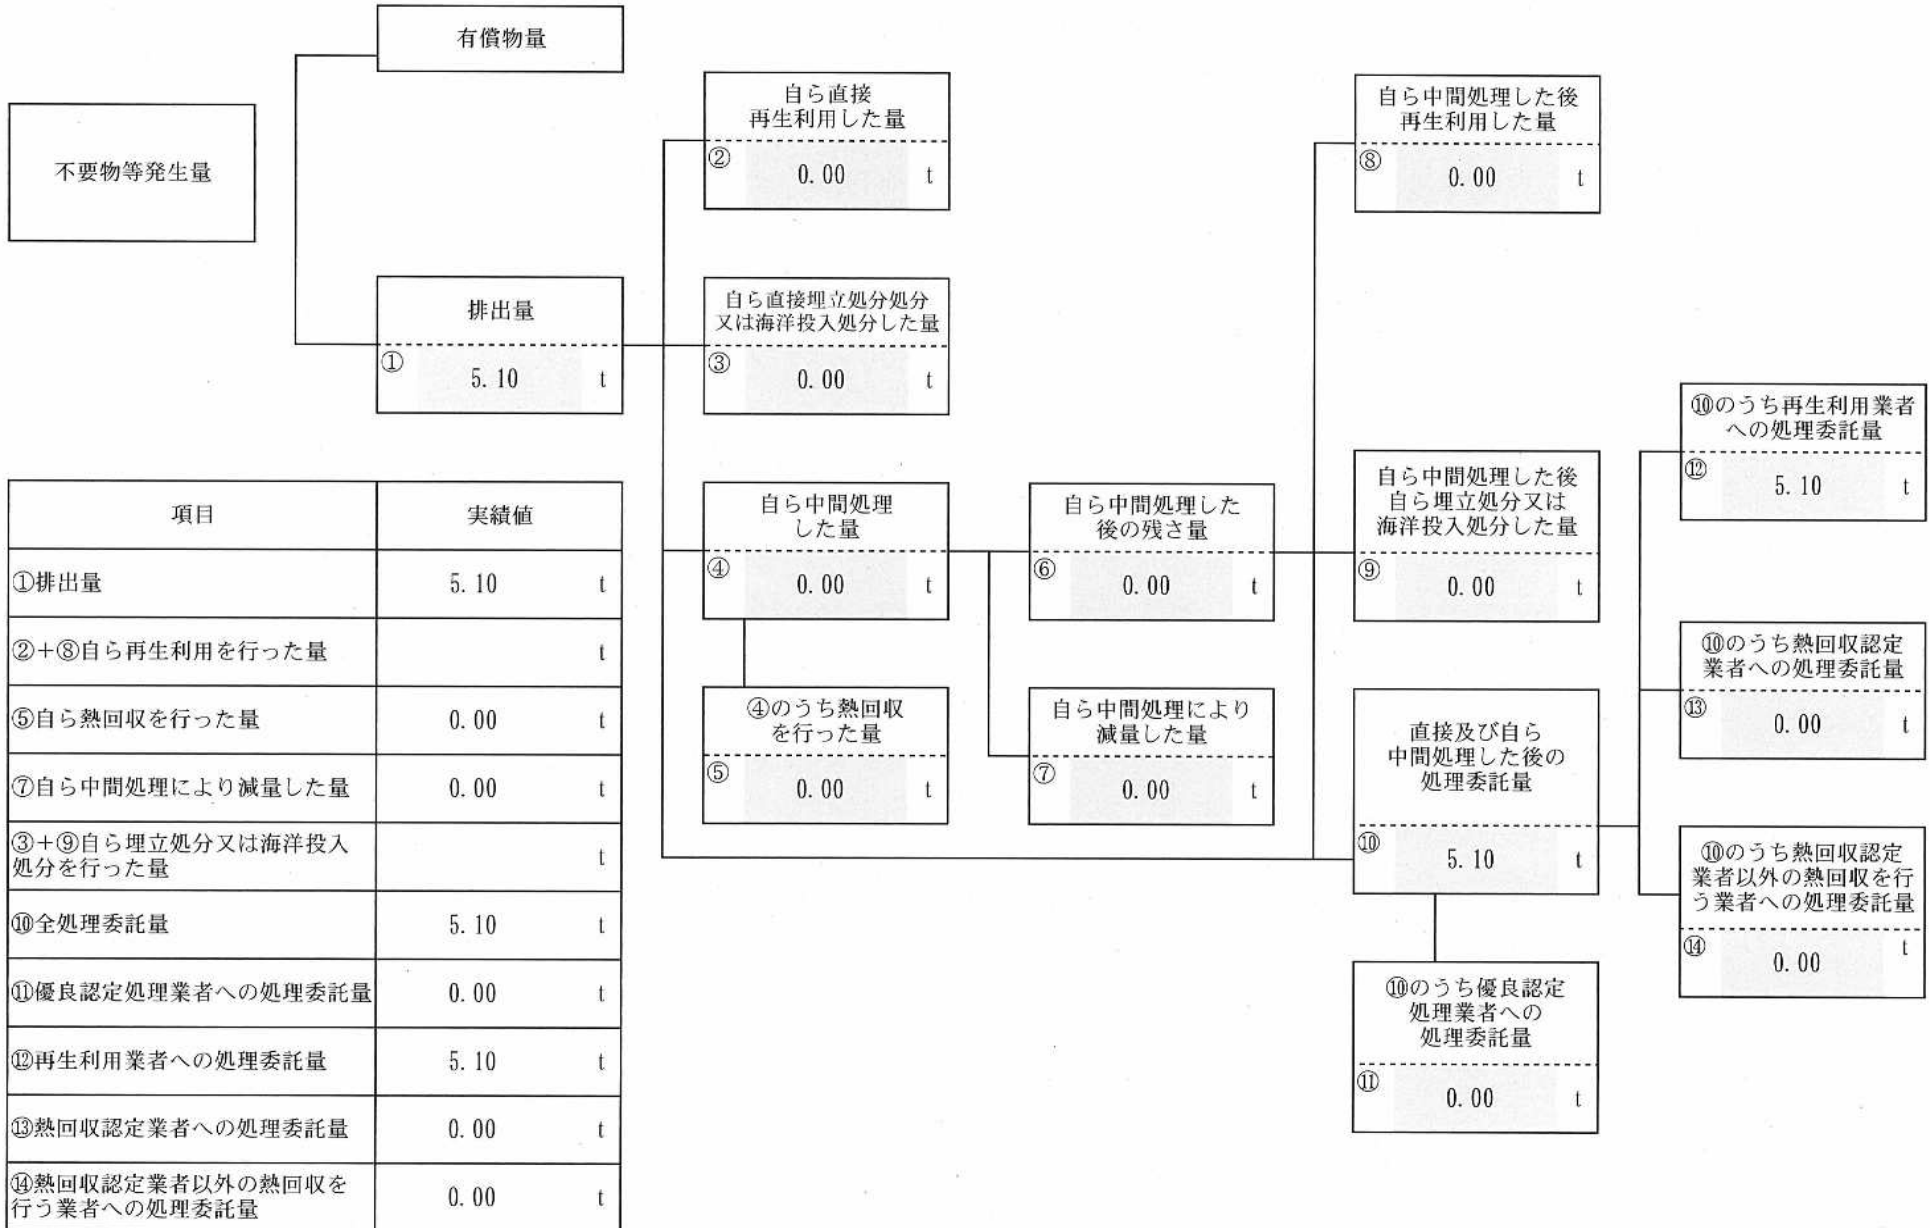 有償物量
不要物等発生量
自ら直接
再生利用した量
② 0.00 t
自ら中間処理した後
再生利用した量
⑧ 0.00 t
排出量
① 5.10 t
自ら直接埋立処分処分
又は海洋投入処分した量
③ 0.00 t
自ら中間処理
した量
④ 0.00 t
自ら中間処理した
後の残さ量
⑥ 0.00 t
自ら中間処理した後
自ら埋立処分又は
海洋投入処分した量
⑨ 0.00 t
⑩のうち再生利用業者
への処理委託量
⑫ 5.10 t
④のうち熱回収
を行った量
⑤ 0.00 t
自ら中間処理により
減量した量
⑦ 0.00 t
直接及び自ら
中間処理した後の
処理委託量
⑩ 5.10 t
⑩のうち熱回収認定
業者への処理委託量
⑬ 0.00 t
⑩のうち熱回収認定
業者以外の熱回収を行
う業者への処理委託量
⑭ 0.00 t
⑩のうち優良認定
処理業者への
処理委託量
⑪ 0.00 t
項目 実績値
①排出量 5.10 t
②+⑧自ら再生利用を行った量 t
⑤自ら熱回収を行った量 0.00 t
⑦自ら中間処理により減量した量 0.00 t
③+⑨自ら埋立処分又は海洋投入
処分を行った量 t
⑩全処理委託量 5.10 t
⑪優良認定処理業者への処理委託量 0.00 t
⑫再生利用業者への処理委託量 5.10 t
⑬熱回収認定業者への処理委託量 0.00 t
⑭熱回収認定業者以外の熱回収を
行う業者への処理委託量 0.00 t